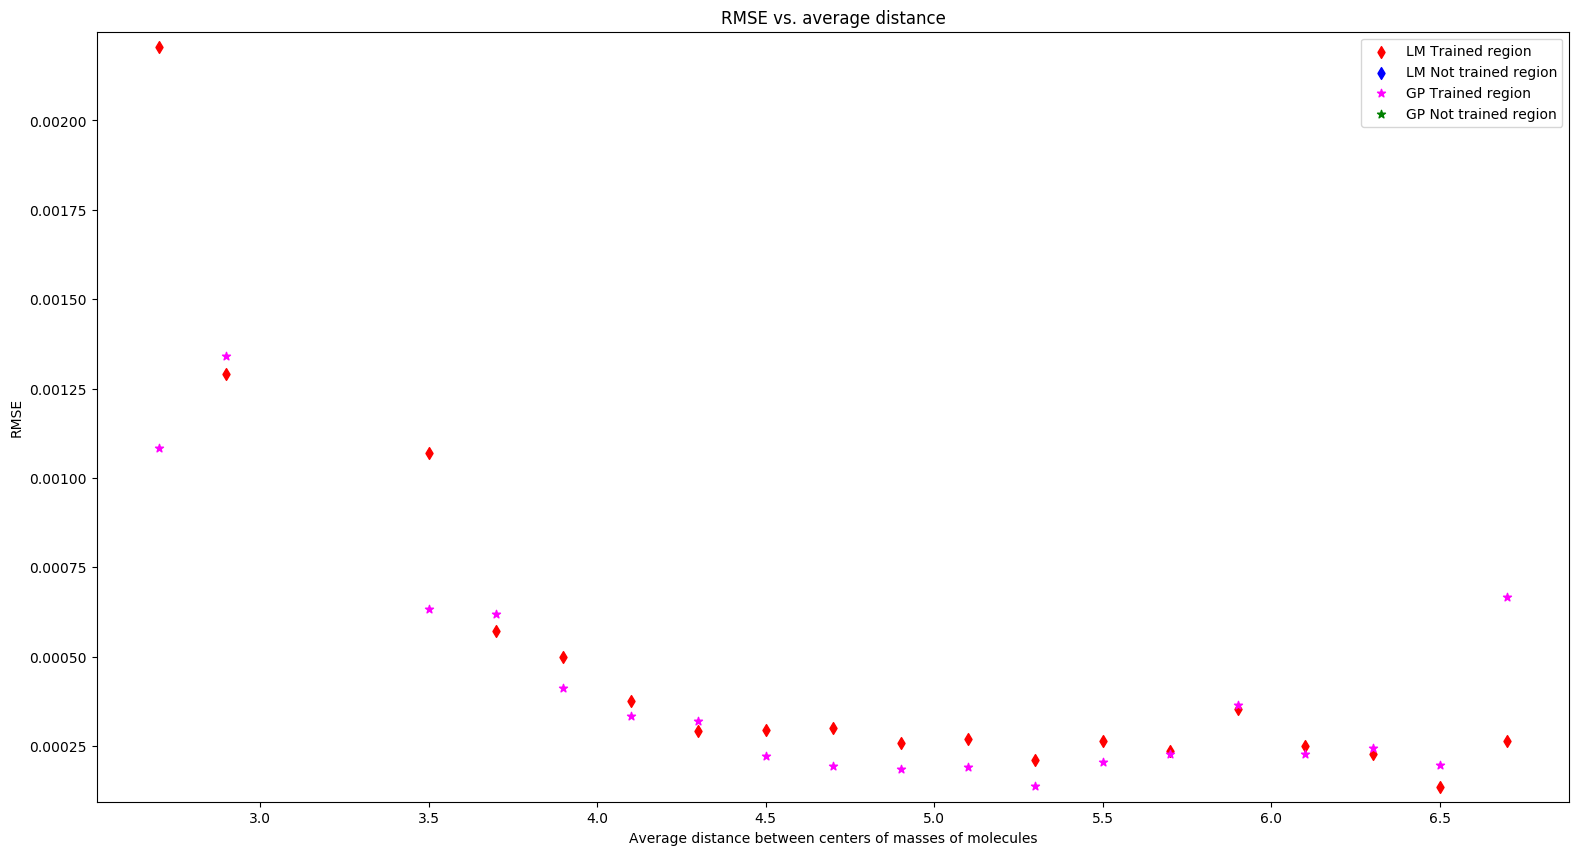 RMSE vs. average distance
LM Trained region
LM Not trained region
GP Trained region
GP Not trained region
0.00200
0.00175
0.00150
0.00125
0.00100
0.00075
0.00050
0.00025
RMSE
3.0 3.5 4.0 4.5 5.0 5.5 6.0 6.5
Average distance between centers of masses of molecules